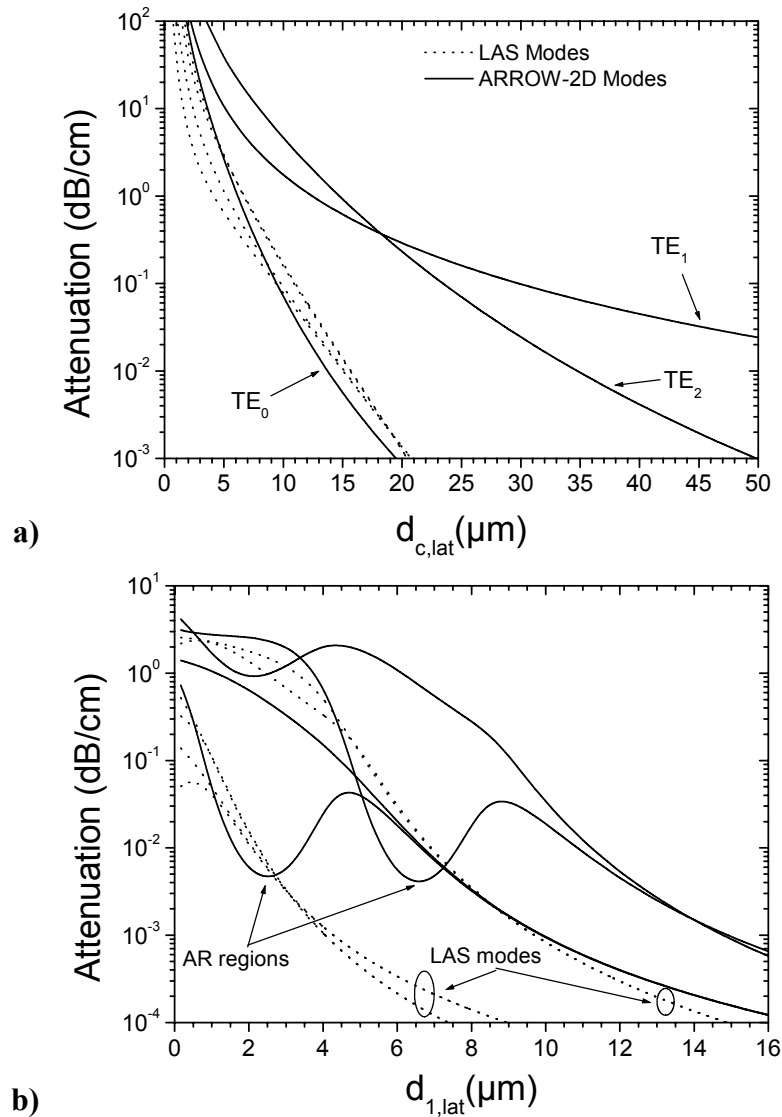 10^2
LAS Modes
ARROW-2D Modes
10^1
10^0
10^-1
10^-2
10^-3
Attenuation (dB/cm)
TE_1
TE_0
TE_2
0 5 10 15 20 25 30 35 40 45 50
a)
d_c,lat(µm)
10^1
10^0
10^-1
10^-2
10^-3
10^-4
Attenuation (dB/cm)
AR regions
LAS modes
0 2 4 6 8 10 12 14 16
b)
d_1,lat(µm)